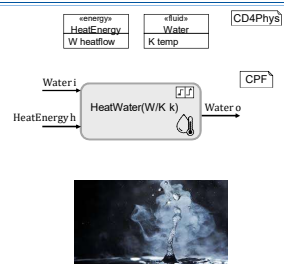 «energy»
HeatEnergy
W heatflow
«fluid»
Water
K temp
CD4Phys
CPF
Water i
HeatEnergy h
HeatWater(W/K k)
Water o